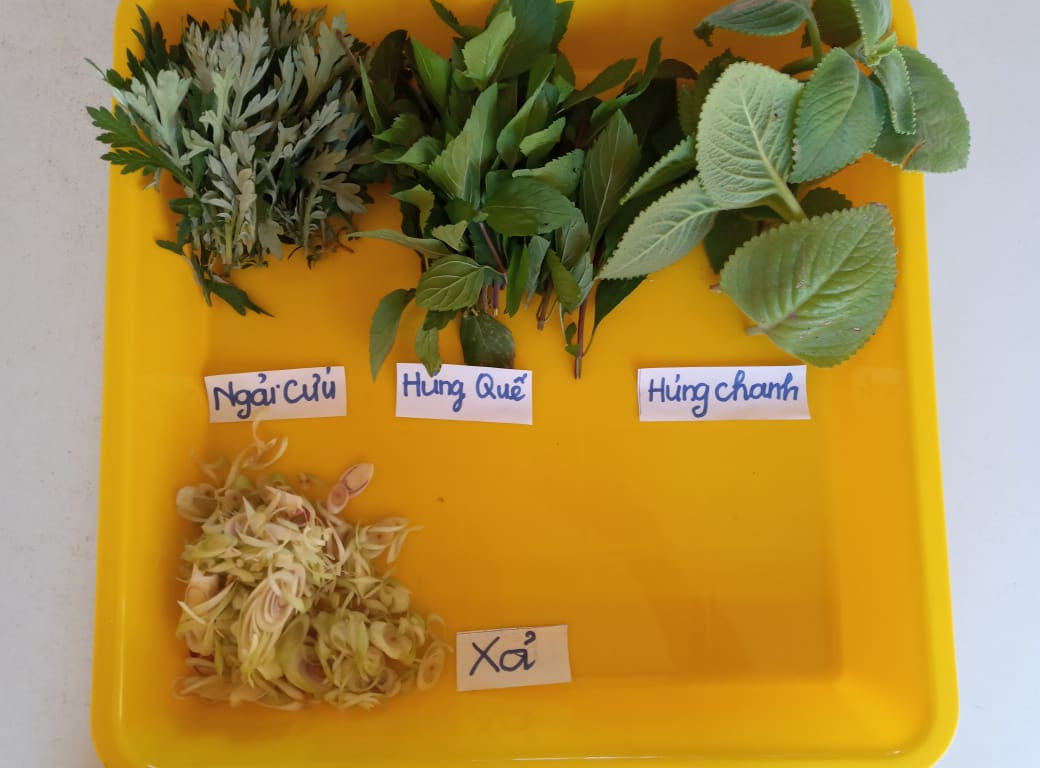 Ngải cứu
Húng Quế
Húng chanh
Xả